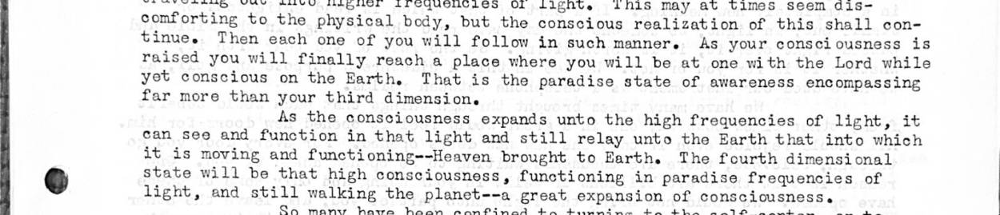 traveling out into higher frequencies of light.  This may at times seem dis-
comforting to the physical body, but the conscious realization of this shall con-
tinue.  Then each one of you will follow in such manner.  As your consciousness is
raised you will finally reach a place where you will be at one with the Lord while
yet conscious on the Earth.  That is the paradise state of awareness encompassing
far more than your third dimension.
As the consciousness expands unto the high frequencies of light, it
can see and function in that light and still relay unto the Earth that into which
it is moving and functioning--Heaven brought to Earth.  The fourth dimensional
state will be that high consciousness, functioning in paradise frequencies of
light, and still walking the planet--a great expansion of consciousness.
So many have been confined to turning to the self-center, or to